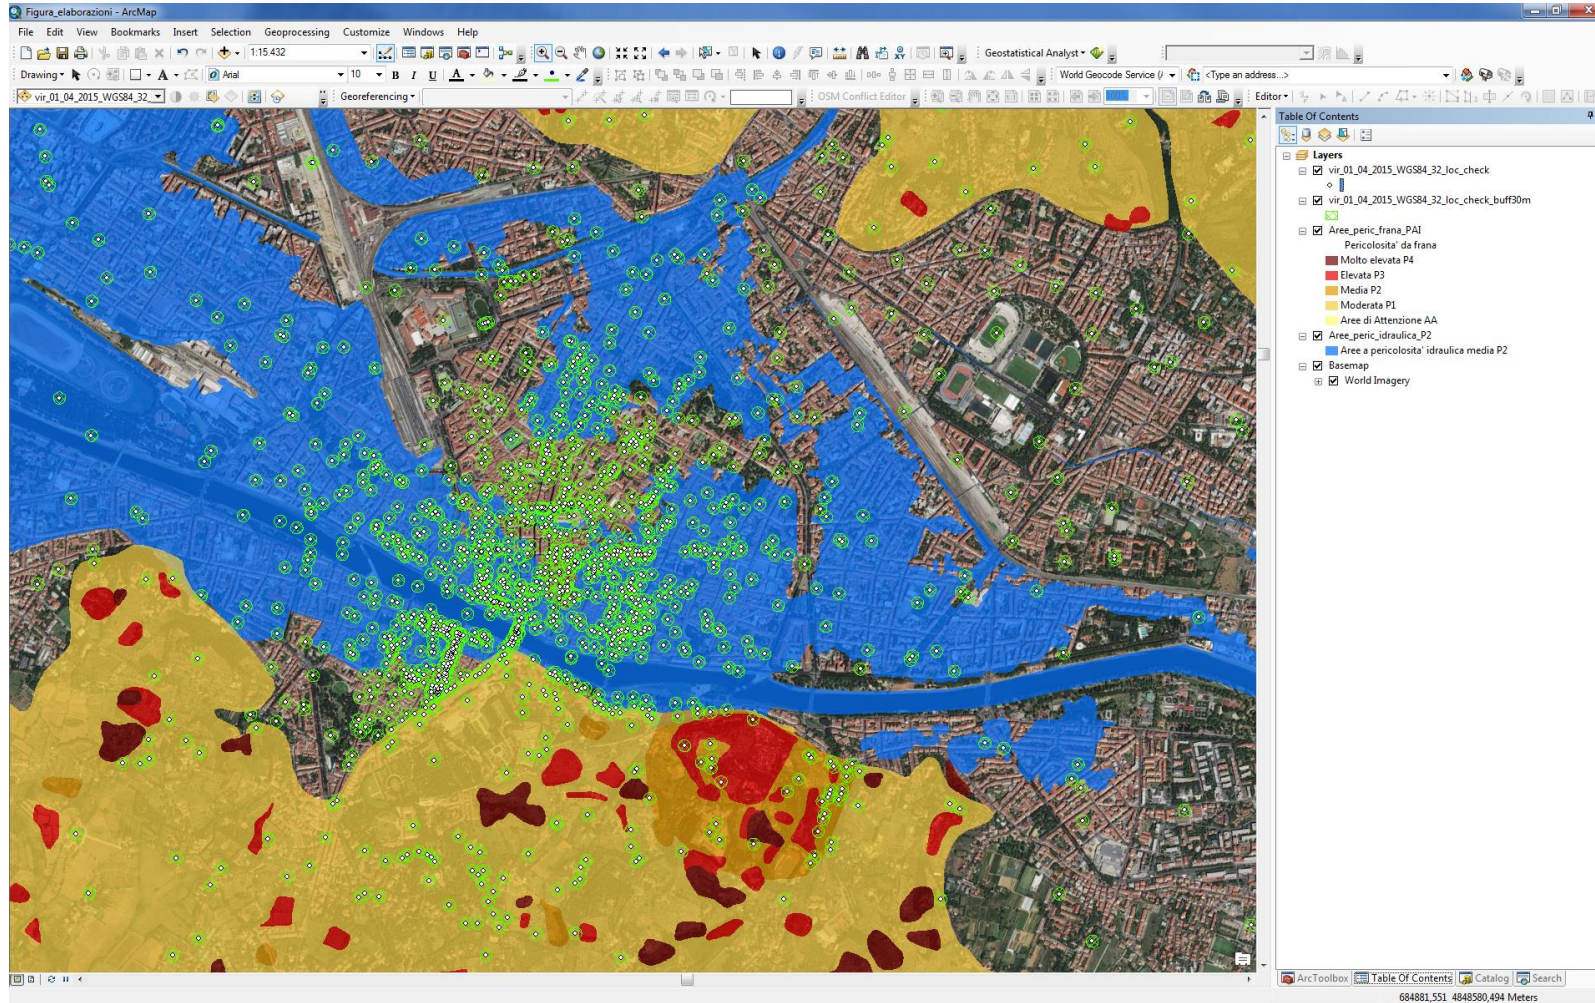 Figura_elaborazioni - ArcMap
File Edit View Bookmarks Insert Selection Geoprocessing Customize Windows Help
1:15.432 Geostatistical Analyst
Drawing Arial 10 B I U A World Geocode Service (/ <Type an address...>
vir_01_04_2015_WGS84_32_ Georeferencing OSM Conflict Editor Editor
Table Of Contents
Layers
vir_01_04_2015_WGS84_32_loc_check
vir_01_04_2015_WGS84_32_loc_check_buff30m
Aree_peric_frana_PAI
Pericolosita' da frana
Molto elevata P4
Elevata P3
Media P2
Moderata P1
Aree di Attenzione AA
Aree_peric_idraulica_P2
Aree a pericolosita' idraulica media P2
Basemap
World Imagery
ArcToolbox Table Of Contents Catalog Search
684881,551 4848580,494 Meters